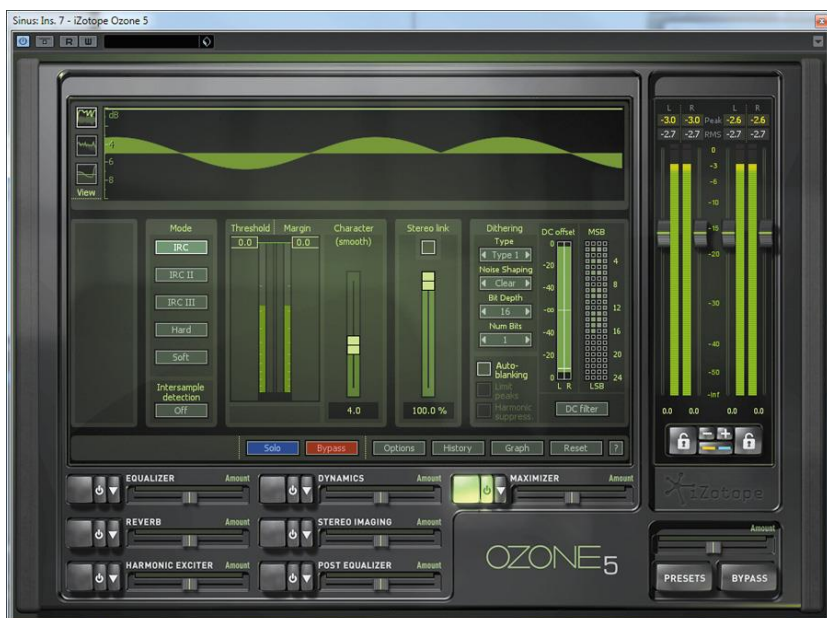 Sinus: Ins. 7 - iZotope Ozone 5
R W
dB
-4
-6
-8
View
Mode
IRC
IRC II
IRC III
Hard
Soft
Intersample
detection
Off
Threshold Margin
0.0 0.0
Character
(smooth)
4.0
Stereo link
100.0 %
Dithering
Type
Type 1
Noise Shaping
Clear
Bit Depth
16
Num Bits
1
Auto-
blanking
Limit
peaks
Harmonic
suppress.
DC offset MSB
0
-20
-40
-∞
-40
-20
0
L R
4
8
12
16
20
24
LSB
DC filter
Solo Bypass Options History Graph Reset ?
L R L R
-3.0 -3.0 Peak -2.6 -2.6
-2.7 -2.7 RMS -2.7 -2.7
0
-3
-6
-10
-15
-20
-30
-40
-50
-Inf
0.0 0.0 0.0 0.0
iZotope
EQUALIZER Amount
DYNAMICS Amount
MAXIMIZER Amount
REVERB Amount
STEREO IMAGING Amount
HARMONIC EXCITER Amount
POST EQUALIZER Amount
OZONE 5
Amount
PRESETS BYPASS